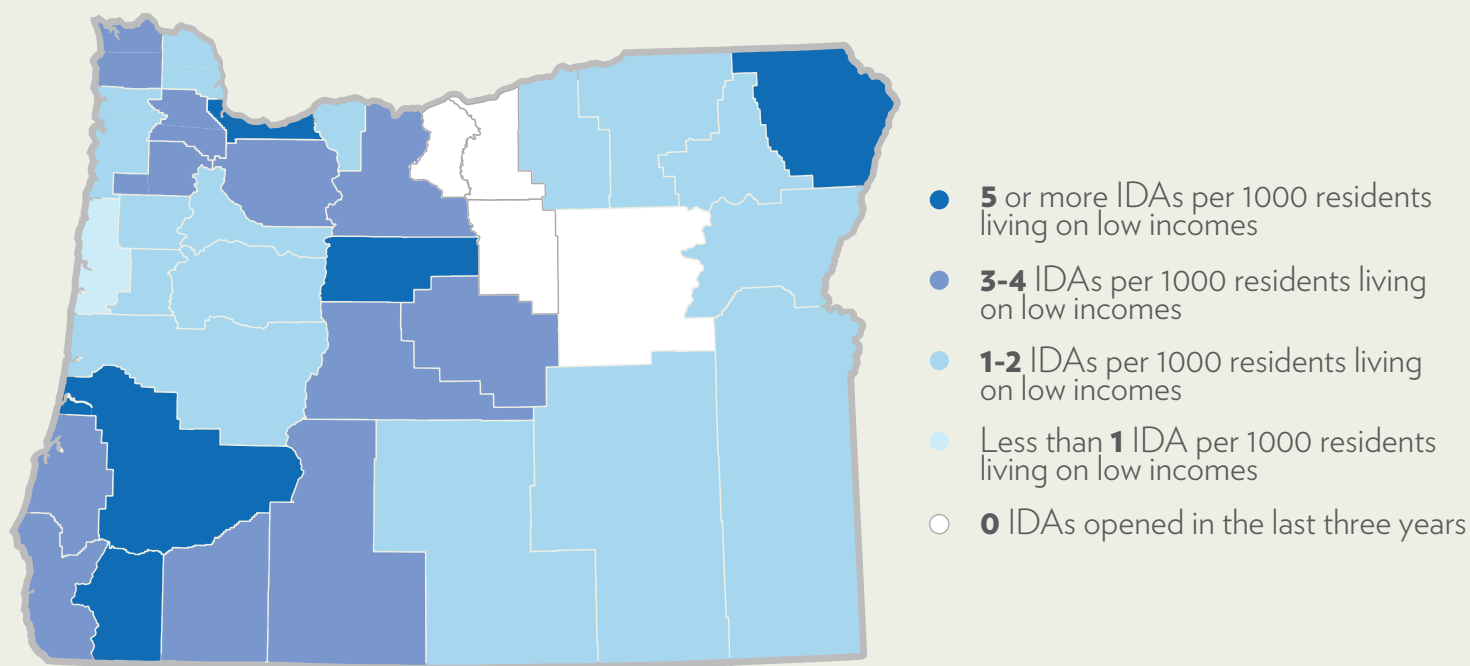 5 or more IDAs per 1000 residents
living on low incomes
3-4 IDAs per 1000 residents living
on low incomes
1-2 IDAs per 1000 residents living
on low incomes
Less than 1 IDA per 1000 residents
living on low incomes
0 IDAs opened in the last three years